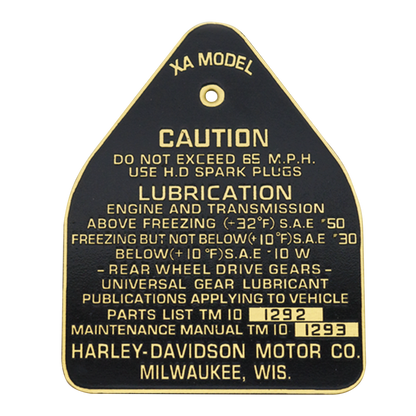 XA MODEL
CAUTION
DO NOT EXCEED 65 M.P.H.
USE H.D SPARK PLUGS
LUBRICATION
ENGINE AND TRANSMISSION
ABOVE FREEZING (+32°F) S.A.E #50
FREEZING BUT NOT BELOW (+10°F) S.A.E #30
BELOW (+10°F) S.A.E - 10 W
- REAR WHEEL DRIVE GEARS -
UNIVERSAL GEAR LUBRICANT
PUBLICATIONS APPLYING TO VEHICLE
PARTS LIST TM 10 1292
MAINTENANCE MANUAL TM 10 1293
HARLEY-DAVIDSON MOTOR CO.
MILWAUKEE, WIS.